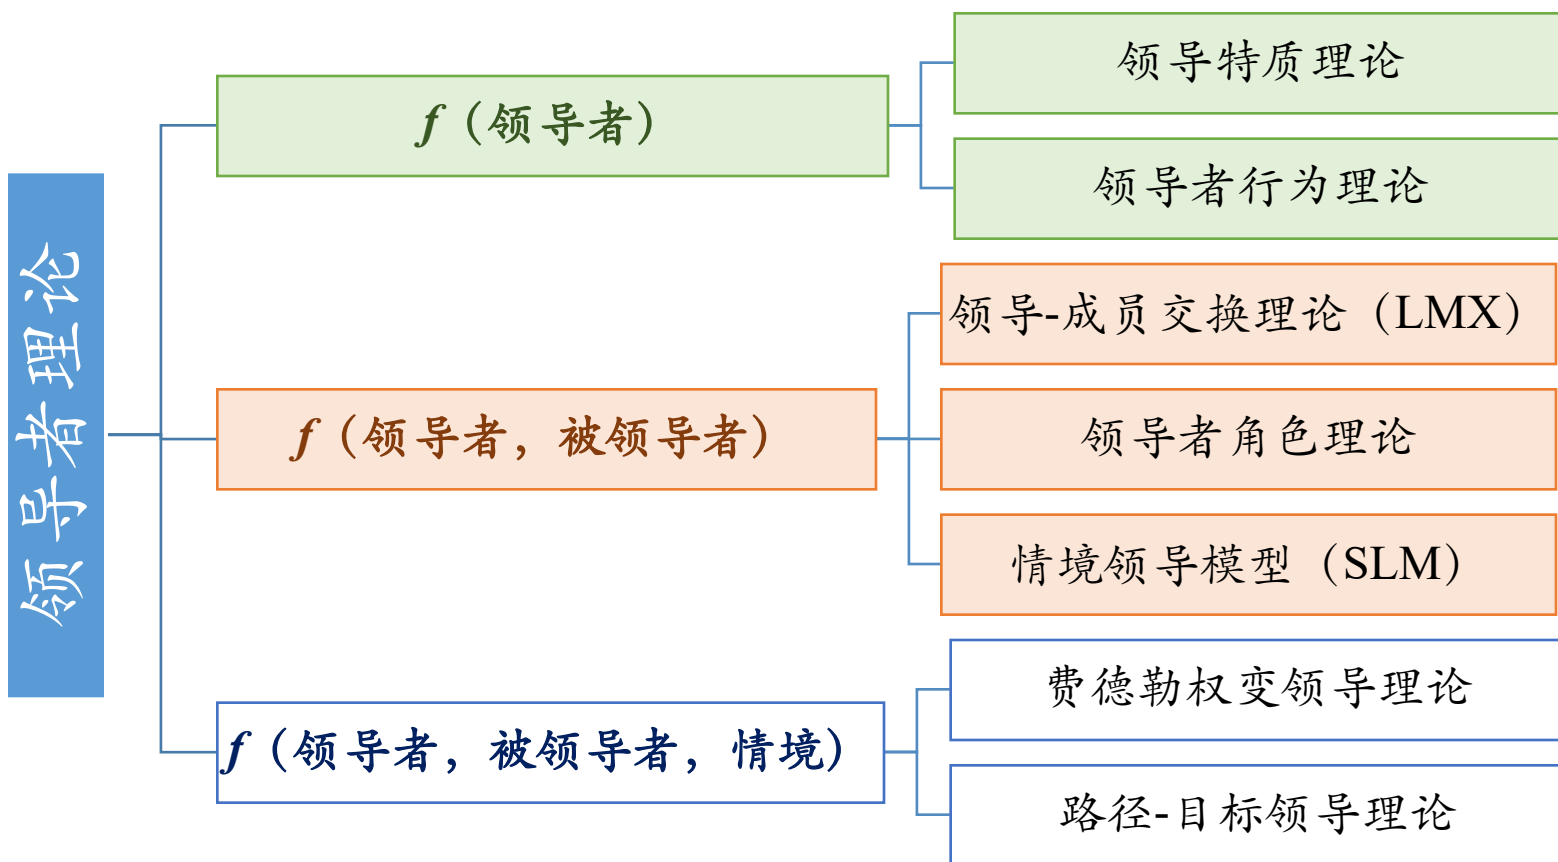 领导者理论
f（领导者）
领导特质理论
领导者行为理论
f（领导者，被领导者）
领导-成员交换理论（LMX）
领导者角色理论
情境领导模型（SLM）
f（领导者，被领导者，情境）
费德勒权变领导理论
路径-目标领导理论